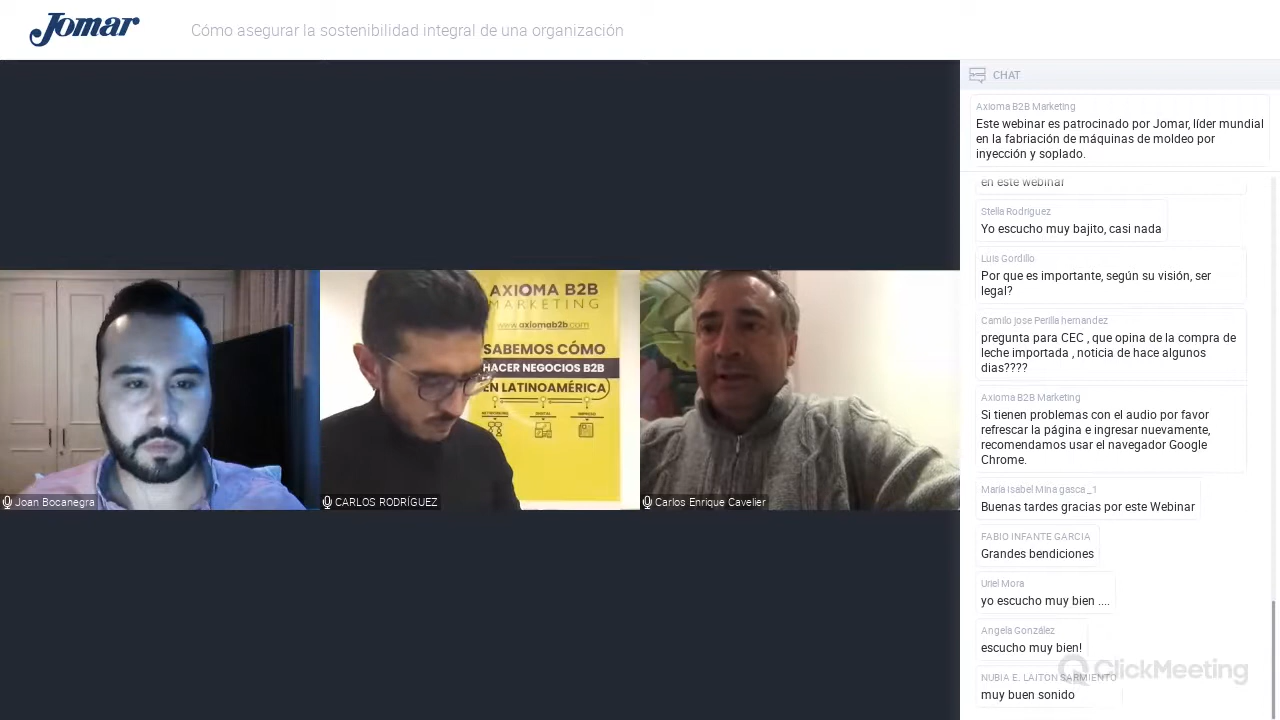 Jomar
Cómo asegurar la sostenibilidad integral de una organización
CHAT
Axioma B2B Marketing
Este webinar es patrocinado por Jomar, líder mundial
en la fabriación de máquinas de moldeo por
inyección y soplado.
en este webinar
Stella Rodriguez
Yo escucho muy bajito, casi nada
Luis Gordillo
Por que es importante, según su visión, ser
legal?
Camilo jose Perilla hernandez
pregunta para CEC , que opina de la compra de
leche importada , noticia de hace algunos
dias????
Axioma B2B Marketing
Si tienen problemas con el audio por favor
refrescar la página e ingresar nuevamente,
recomendamos usar el navegador Google
Chrome.
María Isabel Mina gasca_1
Buenas tardes gracias por este Webinar
FABIO INFANTE GARCIA
Grandes bendiciones
Uriel Mora
yo escucho muy bien ....
Angela González
escucho muy bien!
NUBIA E. LAITON SARMIENTO
muy buen sonido
ClickMeeting
AXIOMA B2B
MARKETING
www.axiomab2b.com
SABEMOS CÓMO
HACER NEGOCIOS B2B
EN LATINOAMÉRICA
NETWORKING DIGITAL IMPRESO
Joan Bocanegra
CARLOS RODRÍGUEZ
Carlos Enrique Cavelier